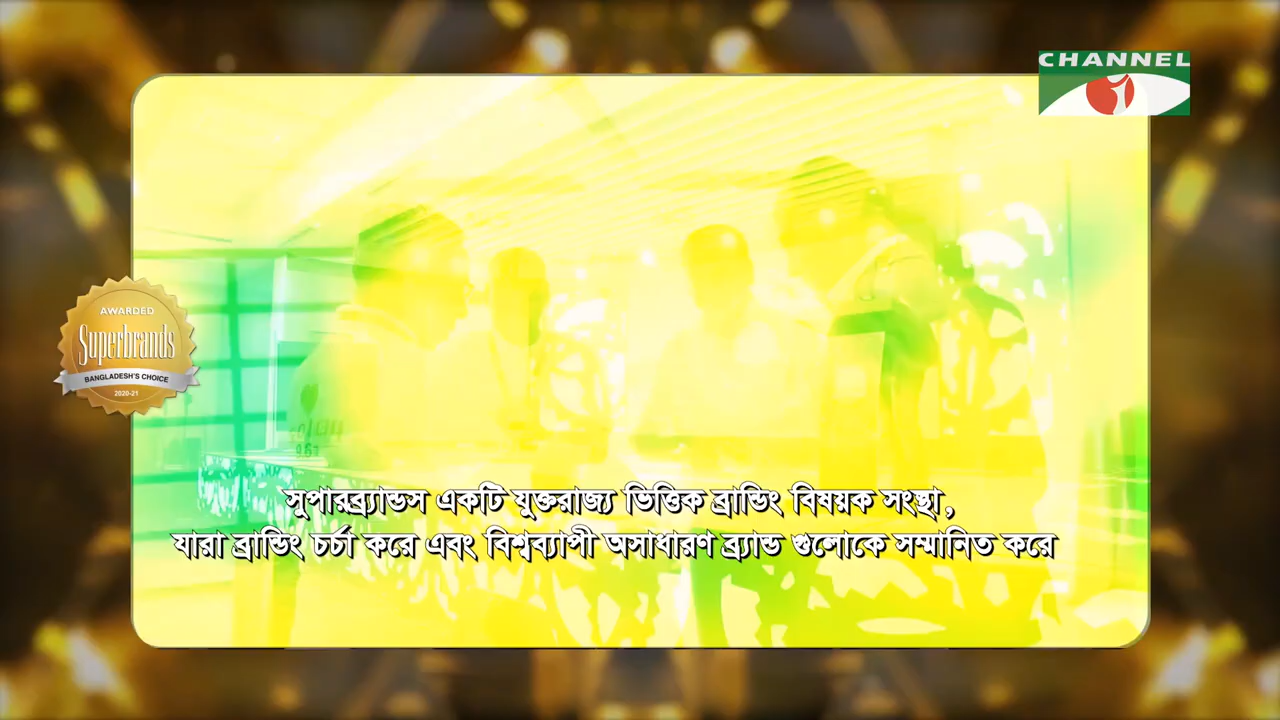 CHANNEL
i
AWARDED
Superbrands
BANGLADESH'S CHOICE
2020-21
সুপারব্র্যান্ডস একটি যুক্তরাজ্য ভিত্তিক ব্রান্ডিং বিষয়ক সংস্থা,
যারা ব্রান্ডিং চর্চা করে এবং বিশ্বব্যাপী অসাধারণ ব্র্যান্ড গুলোকে সম্মানিত করে